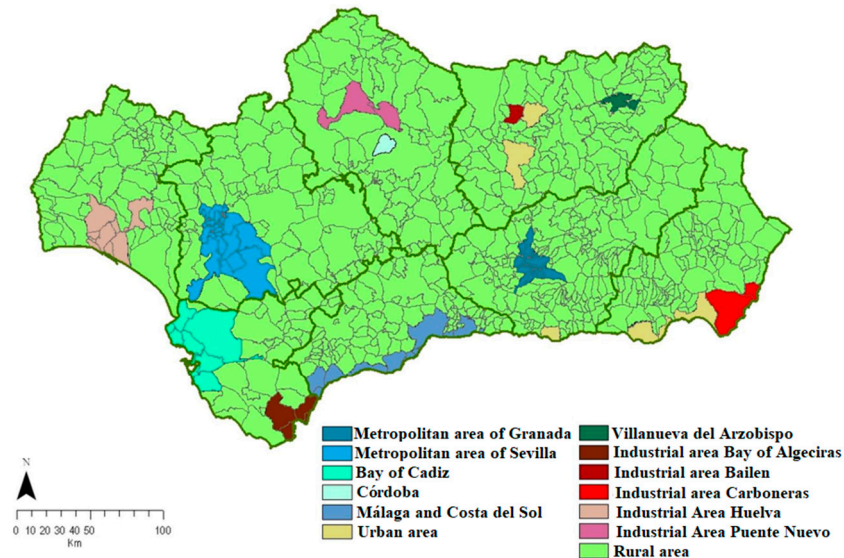 Metropolitan area of Granada
Metropolitan area of Sevilla
Bay of Cadiz
Córdoba
Málaga and Costa del Sol
Urban area
Villanueva del Arzobispo
Industrial area Bay of Algeciras
Industrial area Bailen
Industrial area Carboneras
Industrial Area Huelva
Industrial Area Puente Nuevo
Rural area
N
0 10 20 30 40 50 100
Km